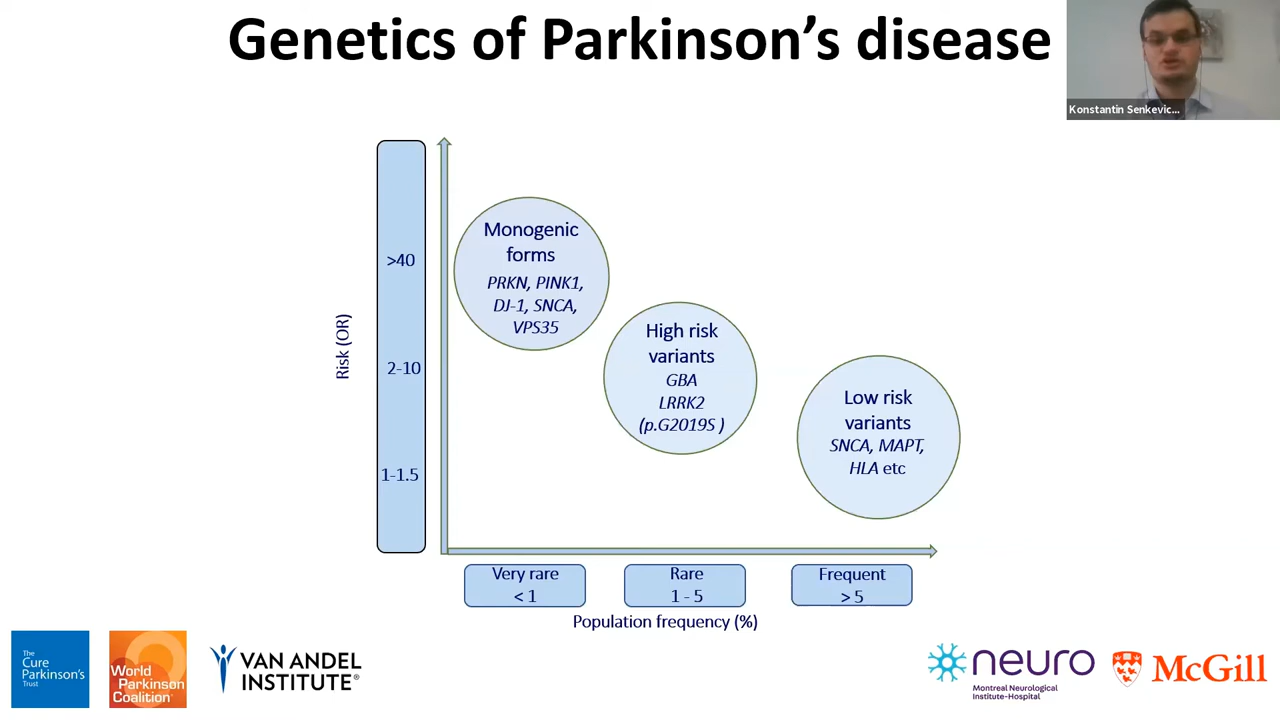 Genetics of Parkinson’s disease
Konstantin Senkevic...
Risk (OR)
>40
2-10
1-1.5
Monogenic
forms
PRKN, PINK1,
DJ-1, SNCA,
VPS35
High risk
variants
GBA
LRRK2
(p.G2019S )
Low risk
variants
SNCA, MAPT,
HLA etc
Very rare
< 1
Rare
1 - 5
Frequent
> 5
Population frequency (%)
The
Cure
Parkinson's
Trust
World
Parkinson
Coalition
VAN ANDEL
INSTITUTE®
neuro
Montreal Neurological
Institute-Hospital
McGill